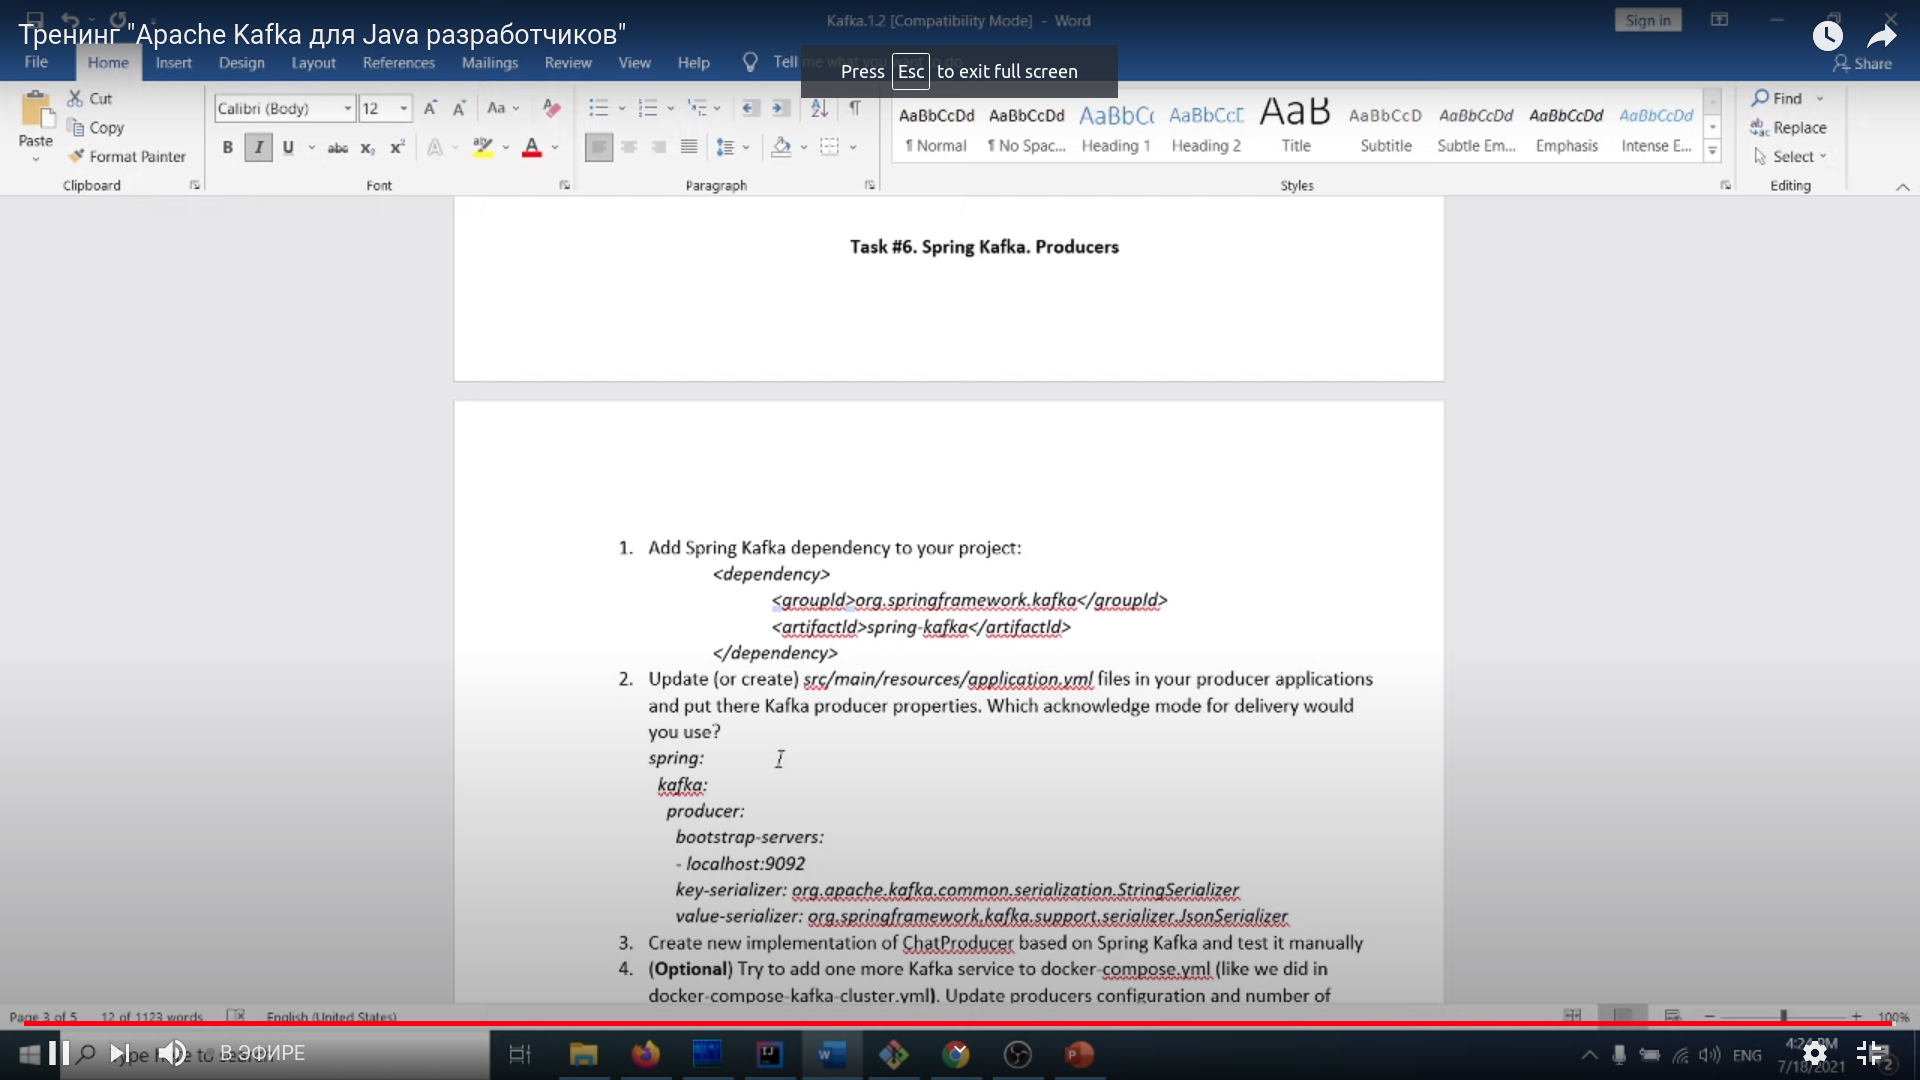 Тренинг "Apache Kafka для Java разработчиков"
Kafka.1.2 [Compatibility Mode] - Word
Sign in
File Home Insert Design Layout References Mailings Review View Help Tell
Press Esc to exit full screen
Share
Paste
Cut
Copy
Format Painter
Clipboard
Calibri (Body) 12
Font
Paragraph
AaBbCcDd ¶ Normal
AaBbCcDd ¶ No Spac...
AaBbC( Heading 1
AaBbCcE Heading 2
AaB Title
AaBbCcD Subtitle
AaBbCcDd Subtle Em...
AaBbCcDd Emphasis
AaBbCcDd Intense E...
Styles
Find
Replace
Select
Editing
Task #6. Spring Kafka. Producers
1. Add Spring Kafka dependency to your project:
<dependency>
<groupId>org.springframework.kafka</groupId>
<artifactId>spring-kafka</artifactId>
</dependency>
2. Update (or create) src/main/resources/application.yml files in your producer applications
and put there Kafka producer properties. Which acknowledge mode for delivery would
you use?
spring:
kafka:
producer:
bootstrap-servers:
- localhost:9092
key-serializer: org.apache.kafka.common.serialization.StringSerializer
value-serializer: org.springframework.kafka.support.serializer.JsonSerializer
3. Create new implementation of ChatProducer based on Spring Kafka and test it manually
4. (Optional) Try to add one more Kafka service to docker-compose.yml (like we did in
docker-compose-kafka-cluster.yml). Update producers configuration and number of
Page 3 of 5 12 of 1123 words English (United States) 100%
В ЭФИРЕ
ENG
4:24 PM
7/18/2021
2